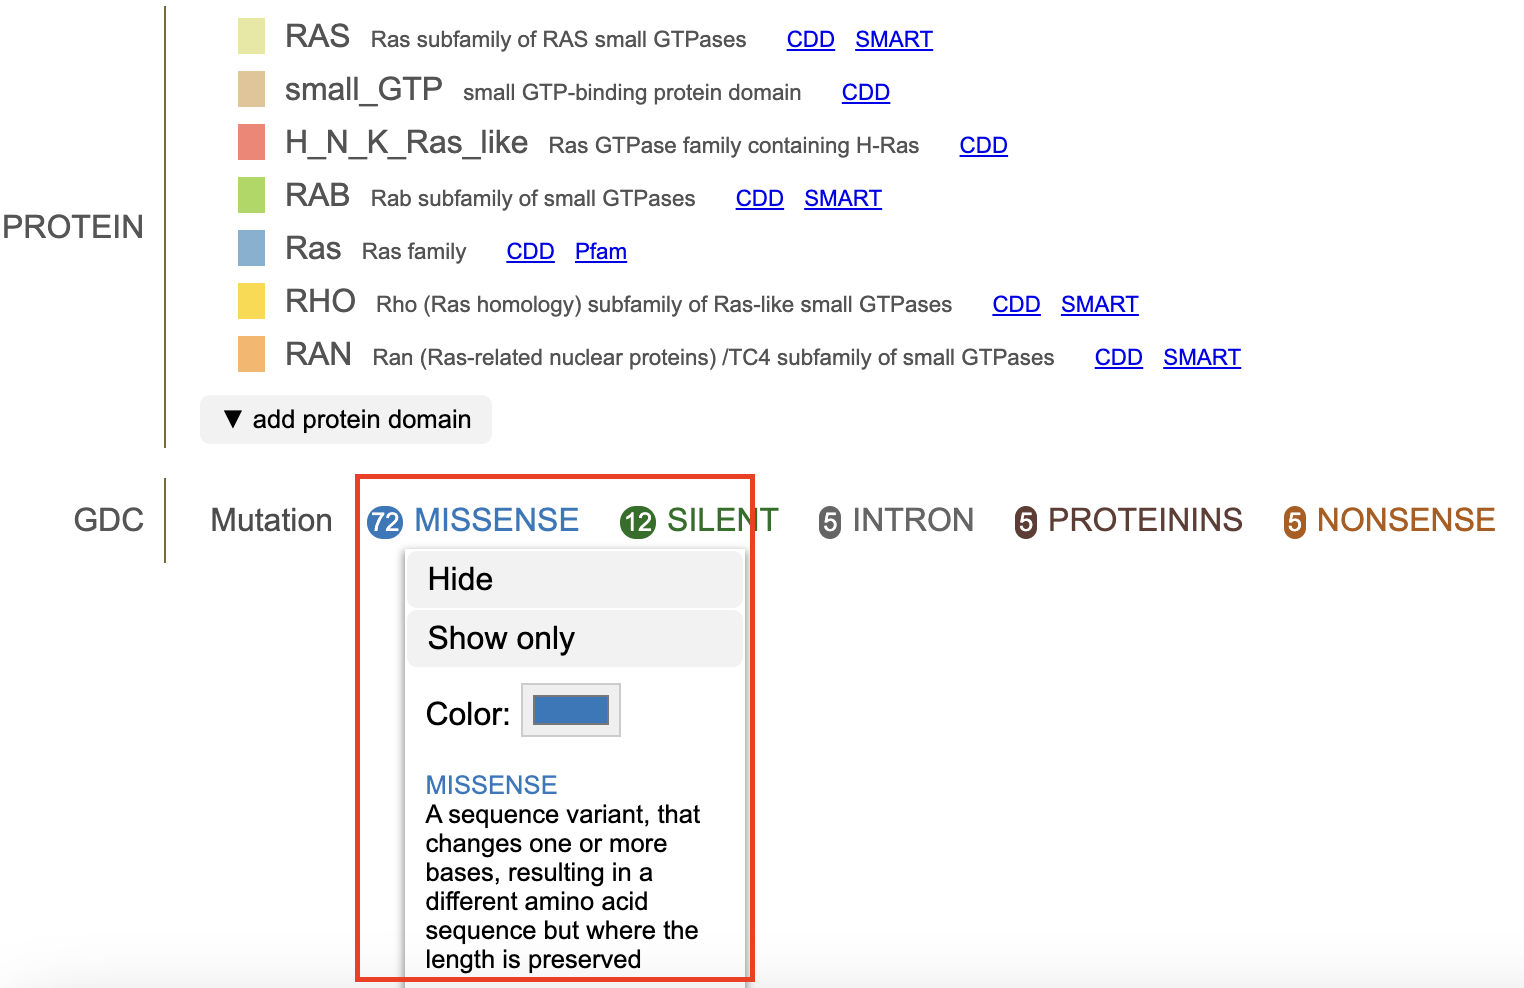 RAS Ras subfamily of RAS small GTPases CDD SMART
small_GTP small GTP-binding protein domain CDD
H_N_K_Ras_like Ras GTPase family containing H-Ras CDD
RAB Rab subfamily of small GTPases CDD SMART
PROTEIN
Ras Ras family CDD Pfam
RHO Rho (Ras homology) subfamily of Ras-like small GTPases CDD SMART
RAN Ran (Ras-related nuclear proteins) /TC4 subfamily of small GTPases CDD SMART
▼ add protein domain
GDC Mutation 72 MISSENSE 12 SILENT 5 INTRON 5 PROTEININS 5 NONSENSE
Hide
Show only
Color:
MISSENSE
A sequence variant, that
changes one or more
bases, resulting in a
different amino acid
sequence but where the
length is preserved